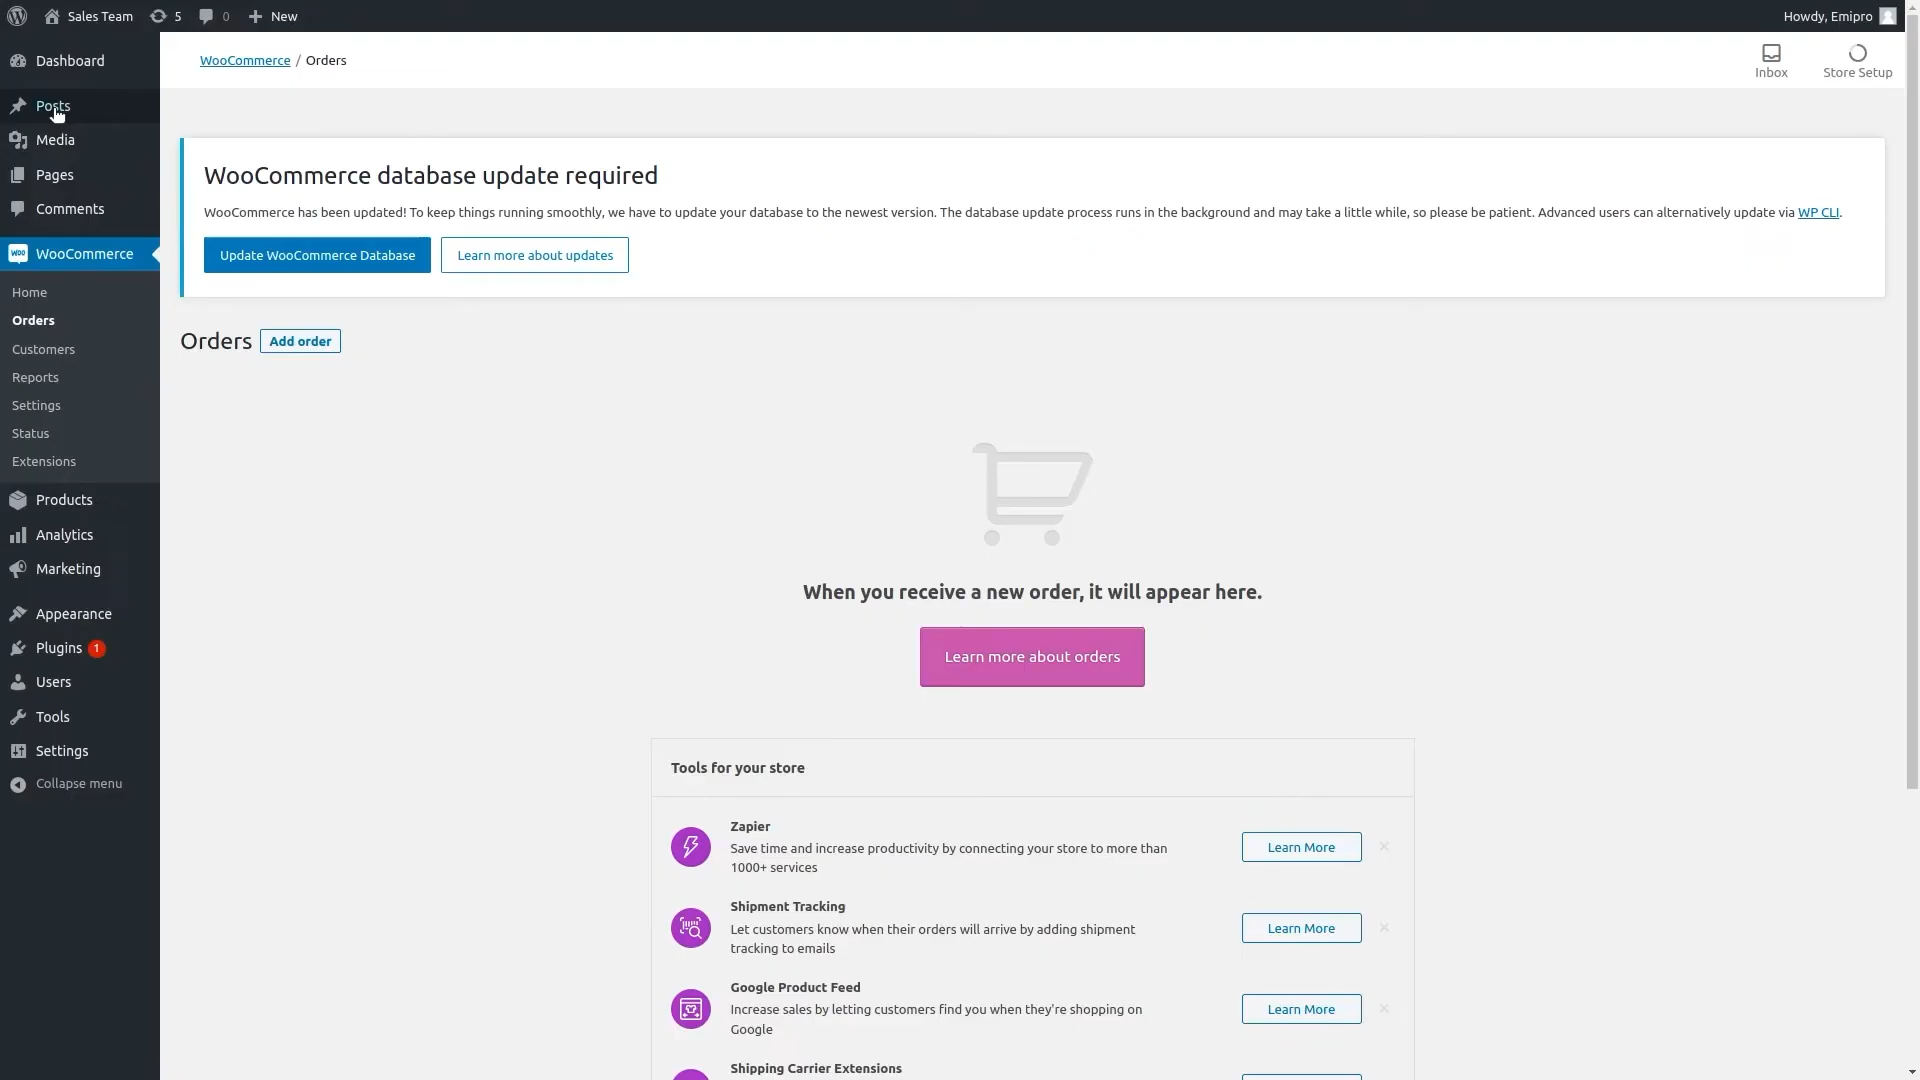 Sales Team
5
0
New
Howdy, Emipro
Dashboard
Posts
Media
Pages
Comments
WooCommerce
Home
Orders
Customers
Reports
Settings
Status
Extensions
Products
Analytics
Marketing
Appearance
Plugins 1
Users
Tools
Settings
Collapse menu
WooCommerce / Orders
Inbox
Store Setup
WooCommerce database update required
WooCommerce has been updated! To keep things running smoothly, we have to update your database to the newest version. The database update process runs in the background and may take a little while, so please be patient. Advanced users can alternatively update via WP CLI.
Update WooCommerce Database
Learn more about updates
Orders
Add order
When you receive a new order, it will appear here.
Learn more about orders
Tools for your store
Zapier
Save time and increase productivity by connecting your store to more than
1000+ services
Learn More
Shipment Tracking
Let customers know when their orders will arrive by adding shipment
tracking to emails
Learn More
Google Product Feed
Increase sales by letting customers find you when they're shopping on
Google
Learn More
Shipping Carrier Extensions